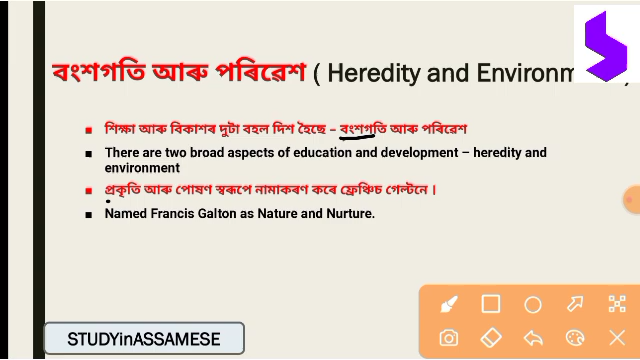 বংশগতি আৰু পৰিৱেশ ( Heredity and Environm
শিক্ষা আৰু বিকাশৰ দুটা বহল দিশ হৈছে – বংশগতি আৰু পৰিৱেশ
There are two broad aspects of education and development – heredity and
environment
প্ৰকৃতি আৰু পোষণ স্বৰূপে নামাকৰণ কৰে ফ্ৰেঞ্চিচ গেল্টনে ।
Named Francis Galton as Nature and Nurture.
STUDYinASSAMESE